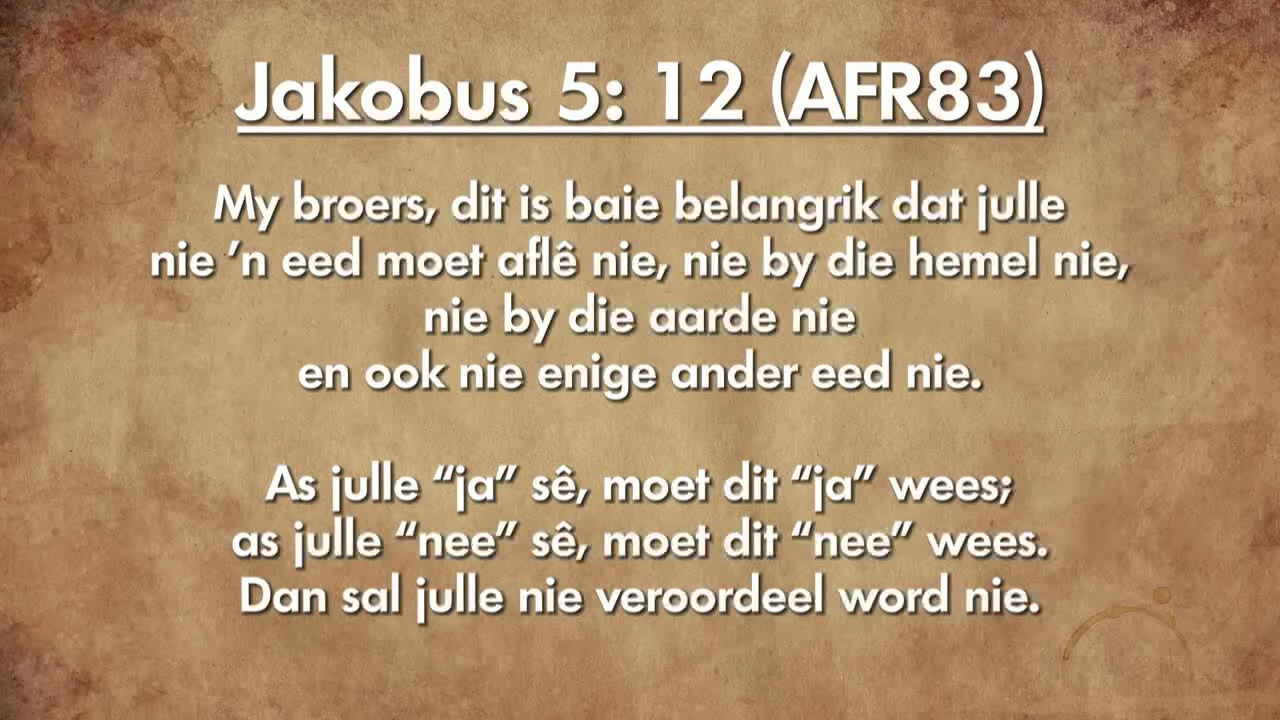 Jakobus 5: 12 (AFR83)
My broers, dit is baie belangrik dat julle
nie ’n eed moet aflê nie, nie by die hemel nie,
nie by die aarde nie
en ook nie enige ander eed nie.
As julle “ja” sê, moet dit “ja” wees;
as julle “nee” sê, moet dit “nee” wees.
Dan sal julle nie veroordeel word nie.